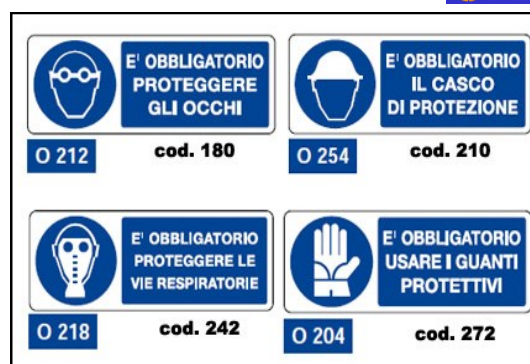 E' OBBLIGATORIO
PROTEGGERE
GLI OCCHI
O 212
cod. 180
E' OBBLIGATORIO
IL CASCO
DI PROTEZIONE
O 254
cod. 210
E' OBBLIGATORIO
PROTEGGERE LE
VIE RESPIRATORIE
O 218
cod. 242
E' OBBLIGATORIO
USARE I GUANTI
PROTETTIVI
O 204
cod. 272